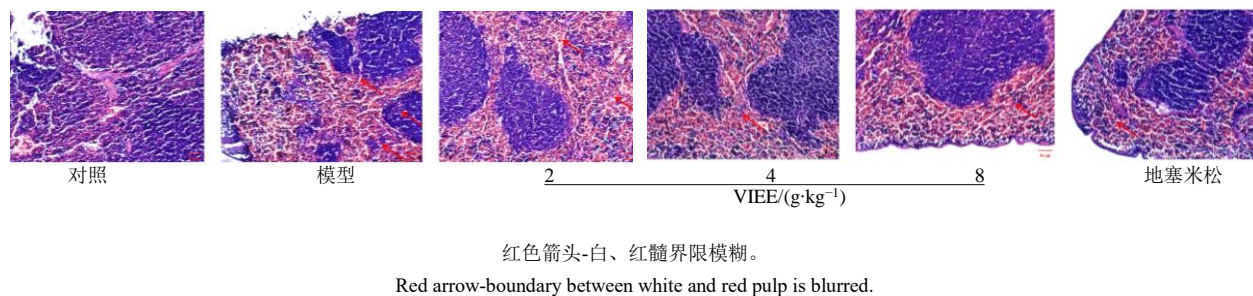 对照 模型 2 4 8 地塞米松
VIEE/(g·kg⁻¹)
红色箭头-白、红髓界限模糊。
Red arrow-boundary between white and red pulp is blurred.